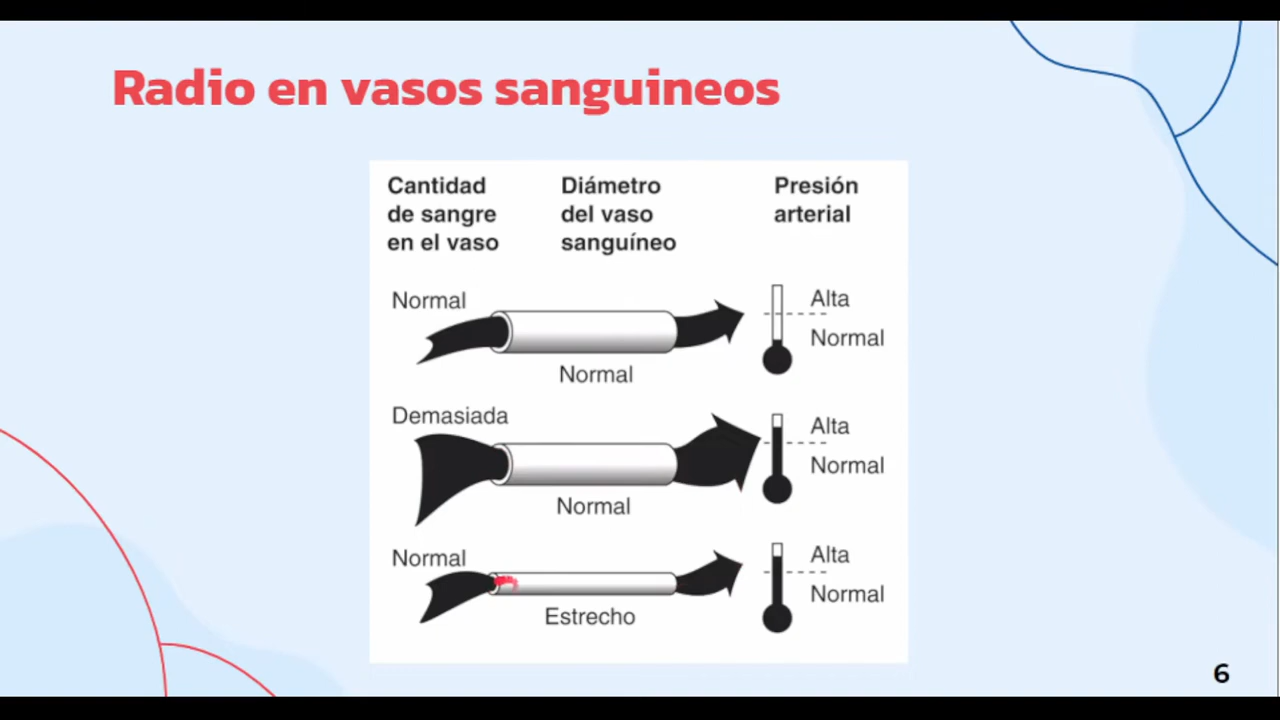 Radio en vasos sanguineos
Cantidad
de sangre
en el vaso
Diámetro
del vaso
sanguíneo
Presión
arterial
Normal
Normal
Alta
Normal
Demasiada
Normal
Alta
Normal
Normal
Estrecho
Alta
Normal
6